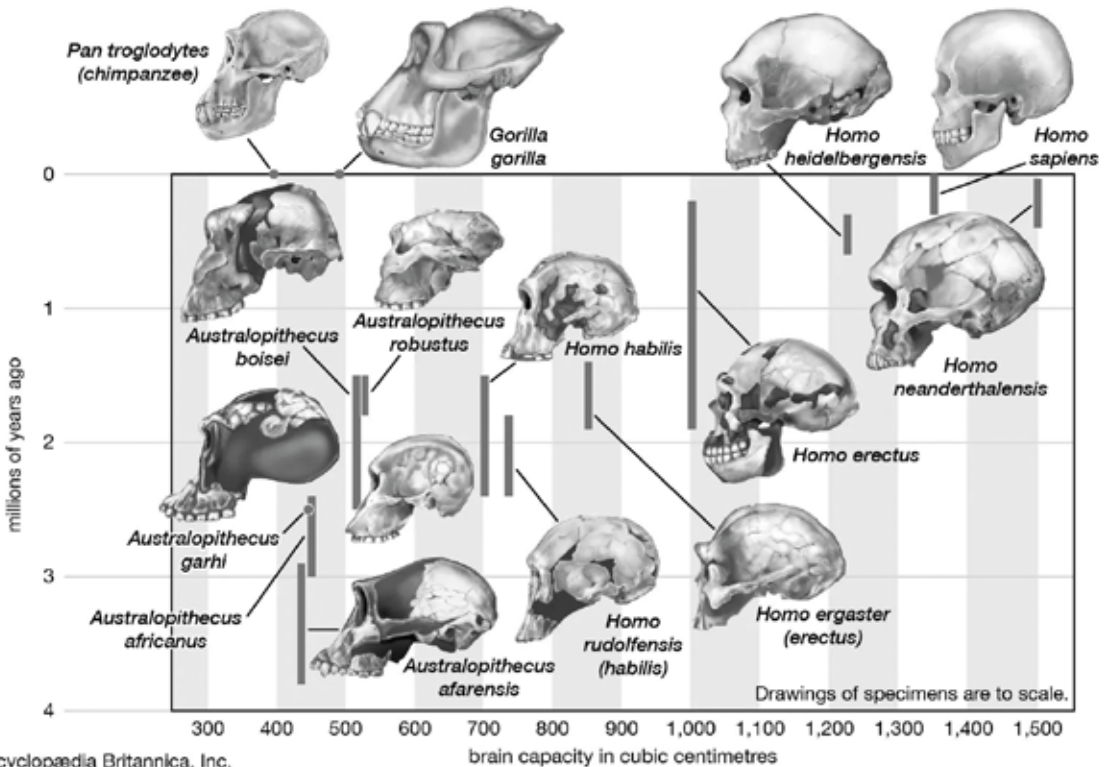 Pan troglodytes
(chimpanzee)
Gorilla
gorilla
Homo
heidelbergensis
Homo
sapiens
0
Australopithecus
boisei
Australopithecus
robustus
Homo habilis
Homo
neanderthalensis
1
Homo erectus
millions of years ago
2
Australopithecus
garhi
3
Australopithecus
africanus
Australopithecus
afarensis
Homo
rudolfensis
(habilis)
Homo ergaster
(erectus)
Drawings of specimens are to scale.
4
300 400 500 600 700 800 900 1,000 1,100 1,200 1,300 1,400 1,500
brain capacity in cubic centimetres
cyclopædia Britannica, Inc.